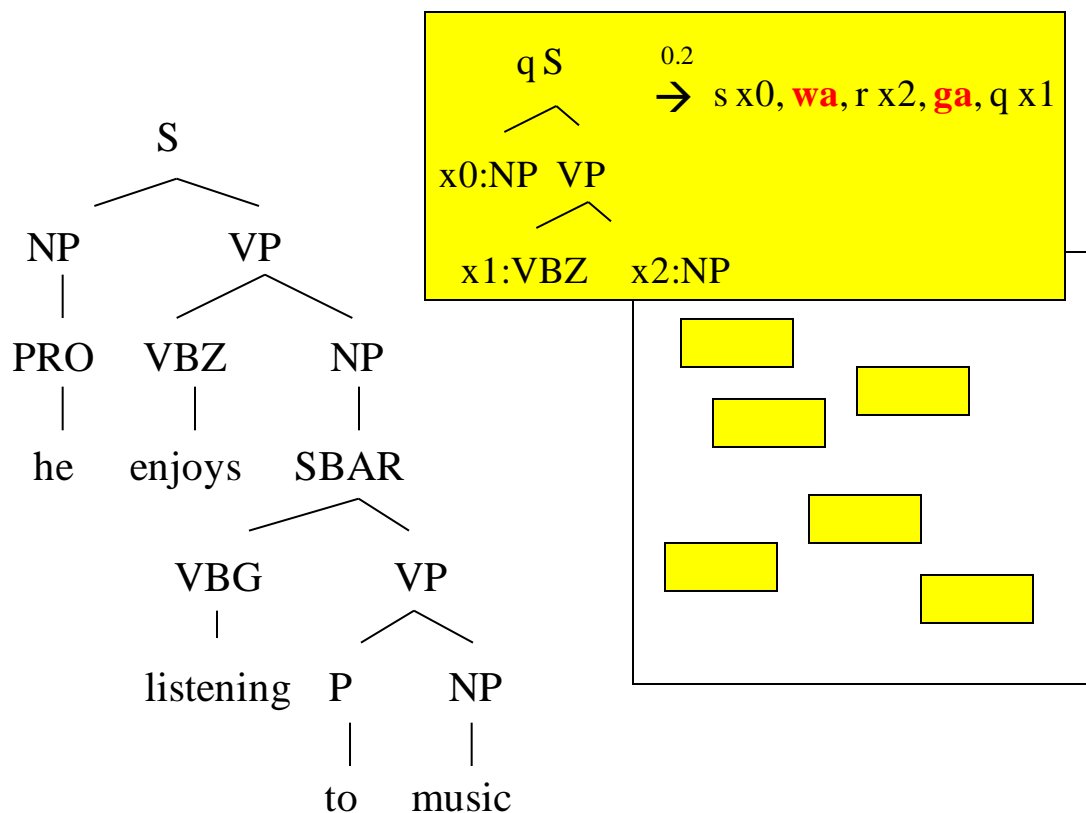 q S
0.2
→ s x0, wa, r x2, ga, q x1
x0:NP VP
x1:VBZ x2:NP
S
NP VP
PRO VBZ NP
he enjoys SBAR
VBG VP
listening P NP
to music